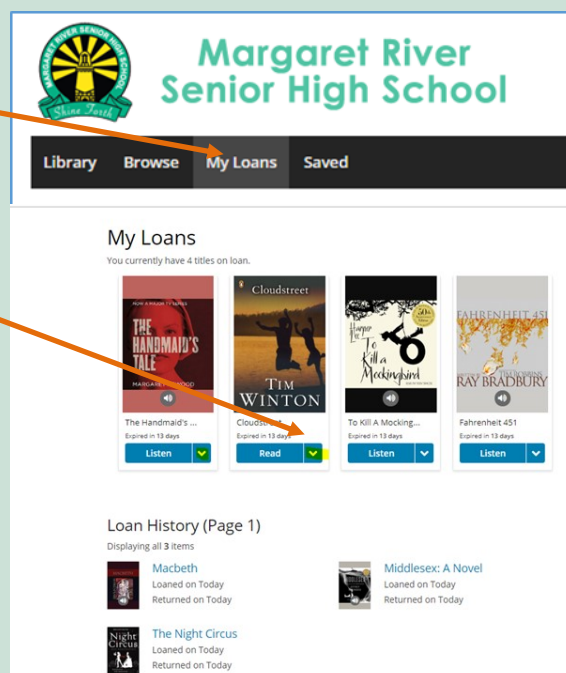 MARGARET RIVER SENIOR HIGH SCHOOL
Shine Forth
Margaret River
Senior High School
Library Browse My Loans Saved
My Loans
You currently have 4 titles on loan.
THE
HANDMAID'S
TALE
Cloudstreet
TIM
WINTON
Harper
Lee
To
Kill a
Mockingbird
50th
FAHRENHEIT 451
RAY BRADBURY
The Handmaid's ...
Expired in 13 days
Listen
Expired in 13 days
Read
To Kill A Mocking...
Expired in 13 days
Listen
Fahrenheit 451
Expired in 13 days
Listen
Loan History (Page 1)
Displaying all 3 items
Macbeth
Loaned on Today
Returned on Today
Middlesex: A Novel
Loaned on Today
Returned on Today
Night
Circus
The Night Circus
Loaned on Today
Returned on Today